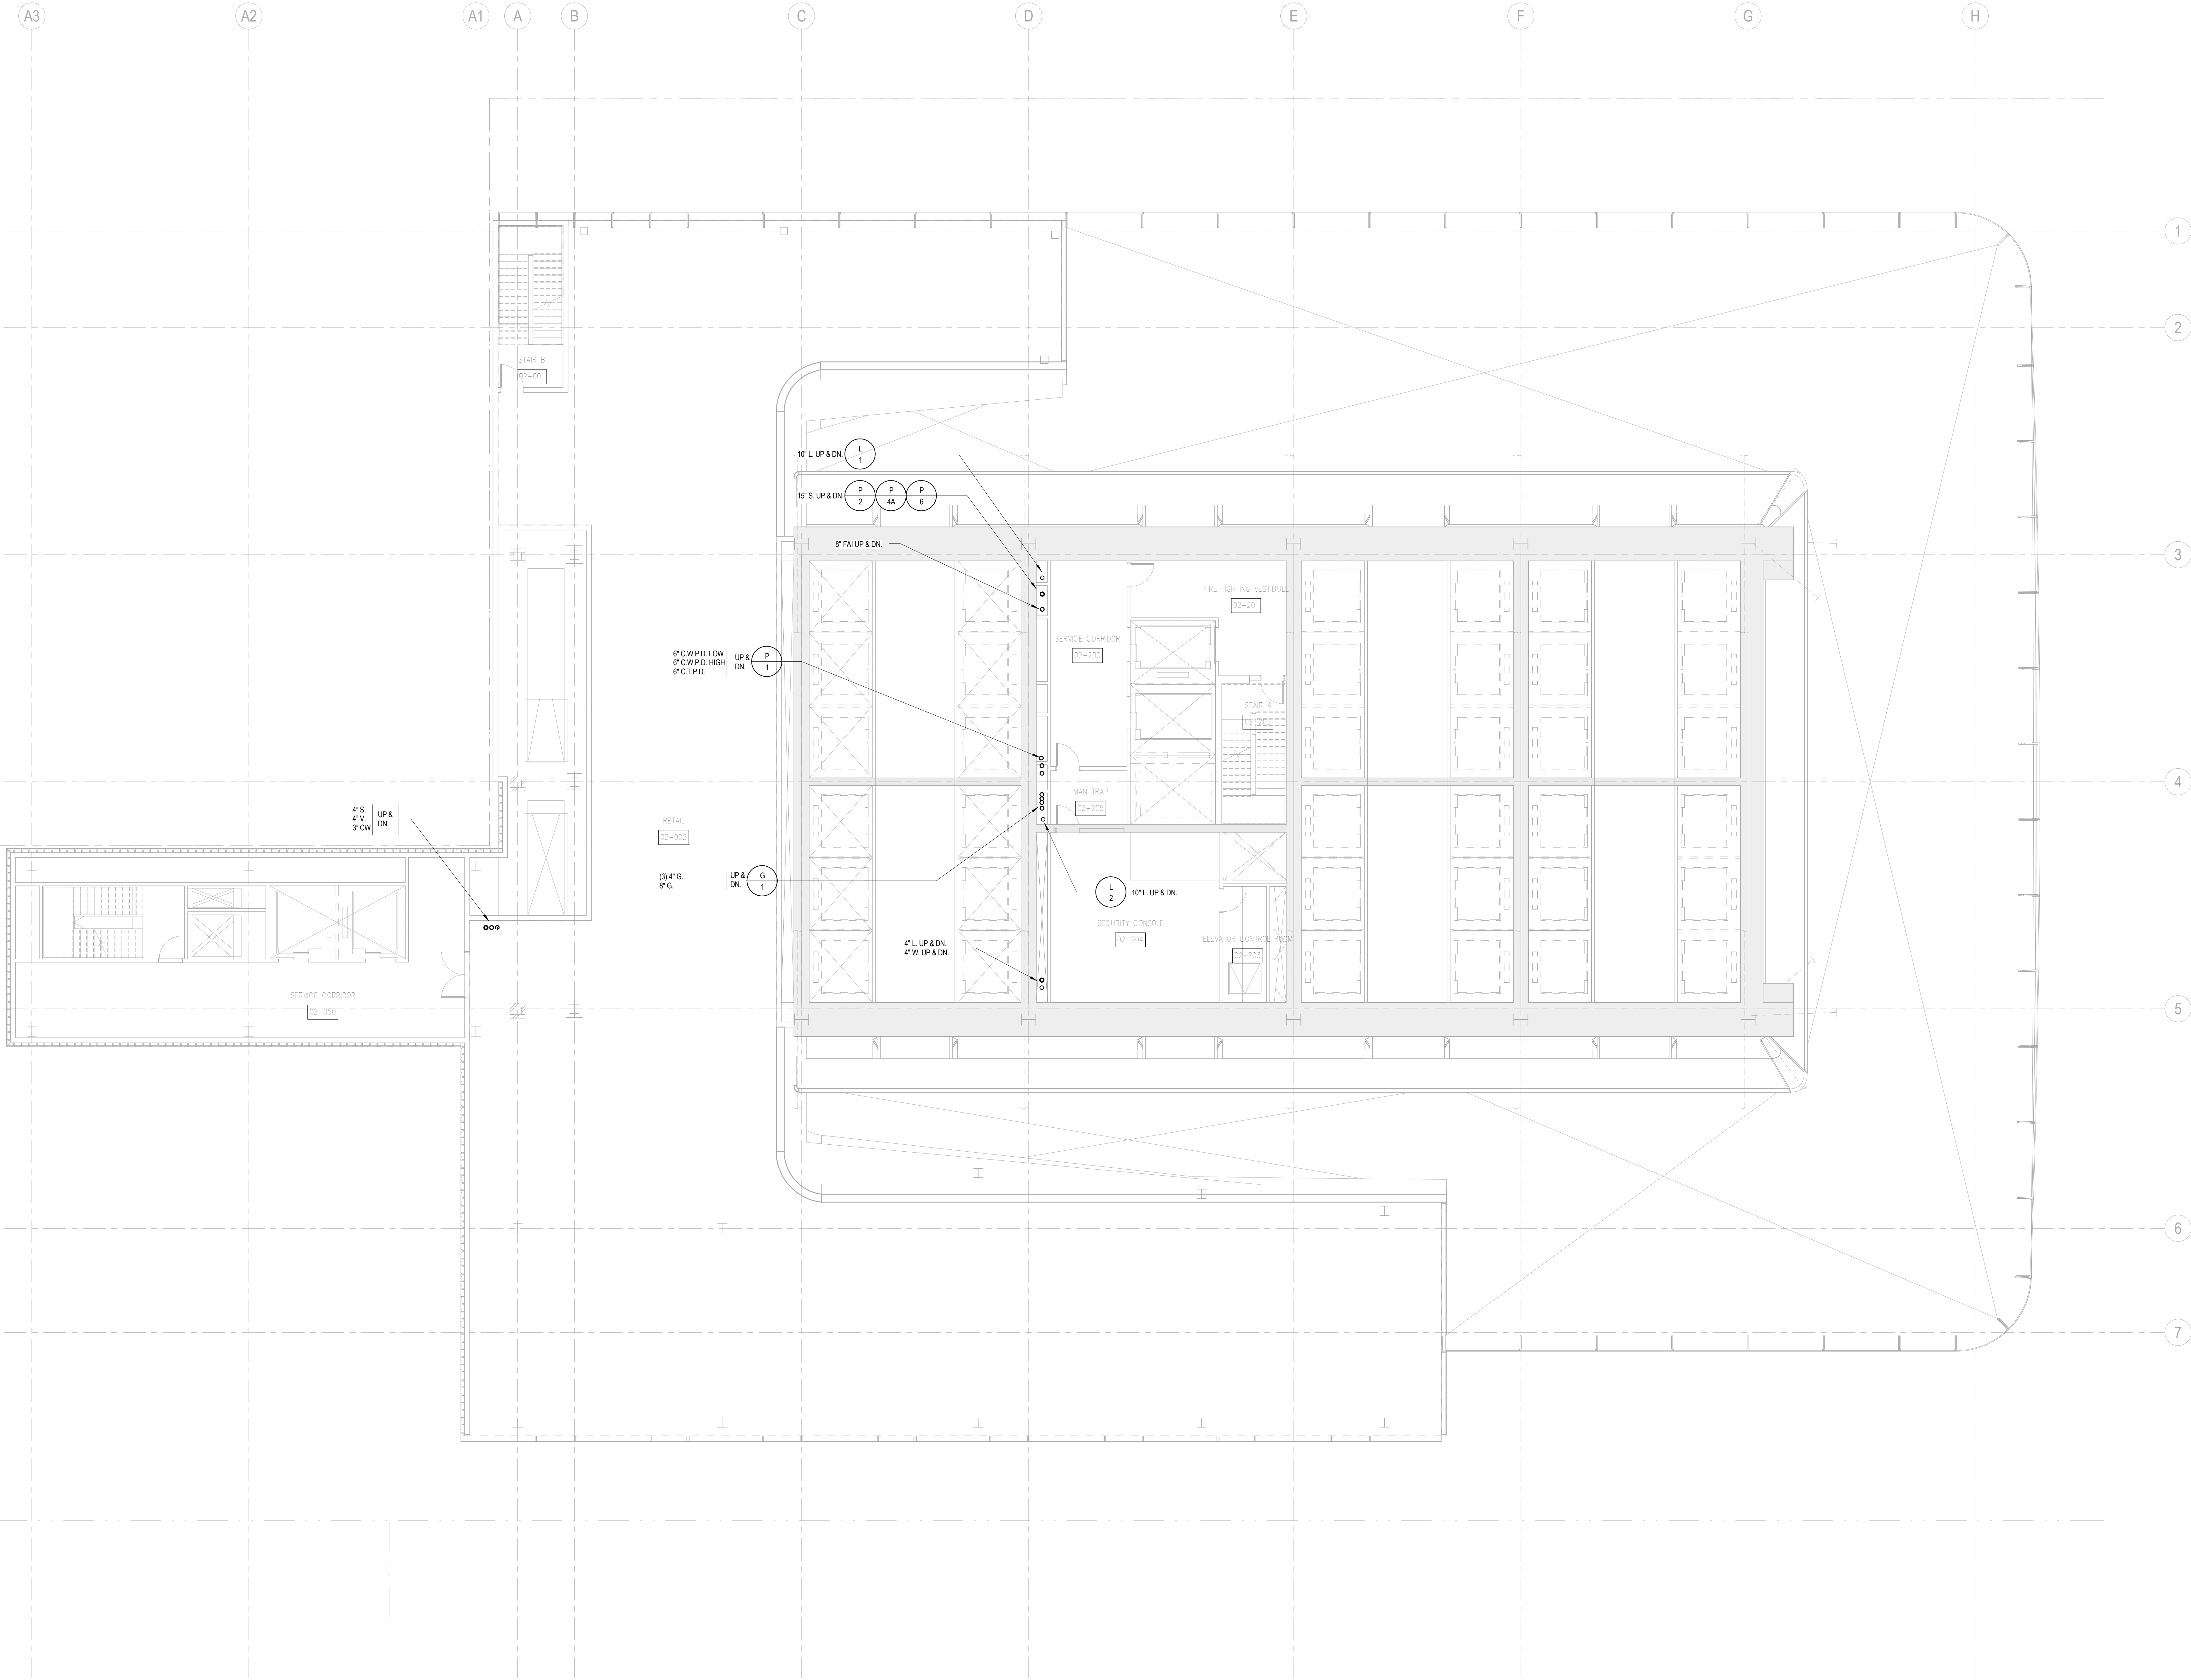 A3 A2 A1 A B C D E F G H
1
2
STAIR B
02-001
10" L. UP & DN. L 1
15" S. UP & DN. P 2 P 4A P 6
8" FAI UP & DN.
3
FIRE FIGHTING VESTIBULE
02-201
SERVICE CORRIDOR
02-200
6" C.W.P.D. LOW
6" C.W.P.D. HIGH
6" C.T.P.D.
UP &
DN.
P
1
STAIR A
4
MAN TRAP
02-205
4" S.
4" V.
3" CW
UP &
DN.
RETAIL
02-002
(3) 4" G.
8" G.
UP &
DN.
G
1
L
2
10" L. UP & DN.
SECURITY CONSOLE
02-204
ELEVATOR CONTROL ROOM
02-203
4" L. UP & DN.
4" W. UP & DN.
SERVICE CORRIDOR
02-050
5
6
7